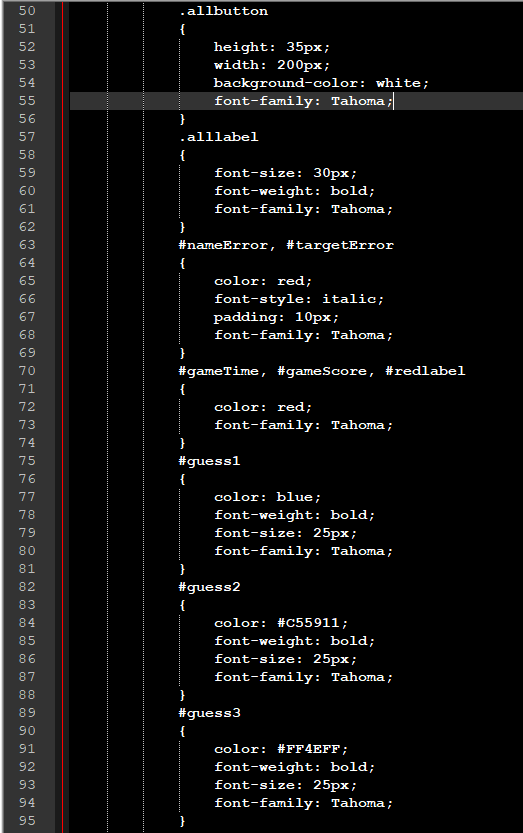 50 .allbutton
51 {
52 height: 35px;
53 width: 200px;
54 background-color: white;
55 font-family: Tahoma;
56 }
57 .alllabel
58 {
59 font-size: 30px;
60 font-weight: bold;
61 font-family: Tahoma;
62 }
63 #nameError, #targetError
64 {
65 color: red;
66 font-style: italic;
67 padding: 10px;
68 font-family: Tahoma;
69 }
70 #gameTime, #gameScore, #redlabel
71 {
72 color: red;
73 font-family: Tahoma;
74 }
75 #guess1
76 {
77 color: blue;
78 font-weight: bold;
79 font-size: 25px;
80 font-family: Tahoma;
81 }
82 #guess2
83 {
84 color: #C55911;
85 font-weight: bold;
86 font-size: 25px;
87 font-family: Tahoma;
88 }
89 #guess3
90 {
91 color: #FF4EFF;
92 font-weight: bold;
93 font-size: 25px;
94 font-family: Tahoma;
95 }